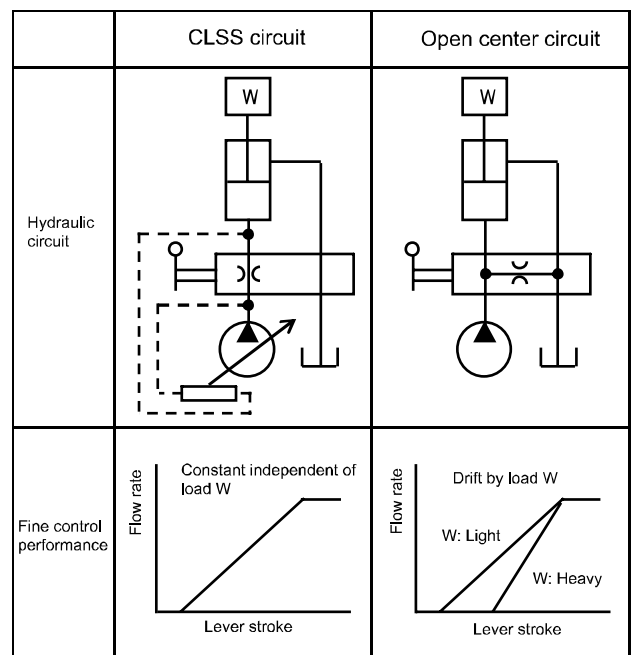 CLSS circuit
Open center circuit
Hydraulic
circuit
W
W
Fine control
performance
Flow rate
Constant independent of
load W
Lever stroke
Flow rate
Drift by load W
W: Light
W: Heavy
Lever stroke